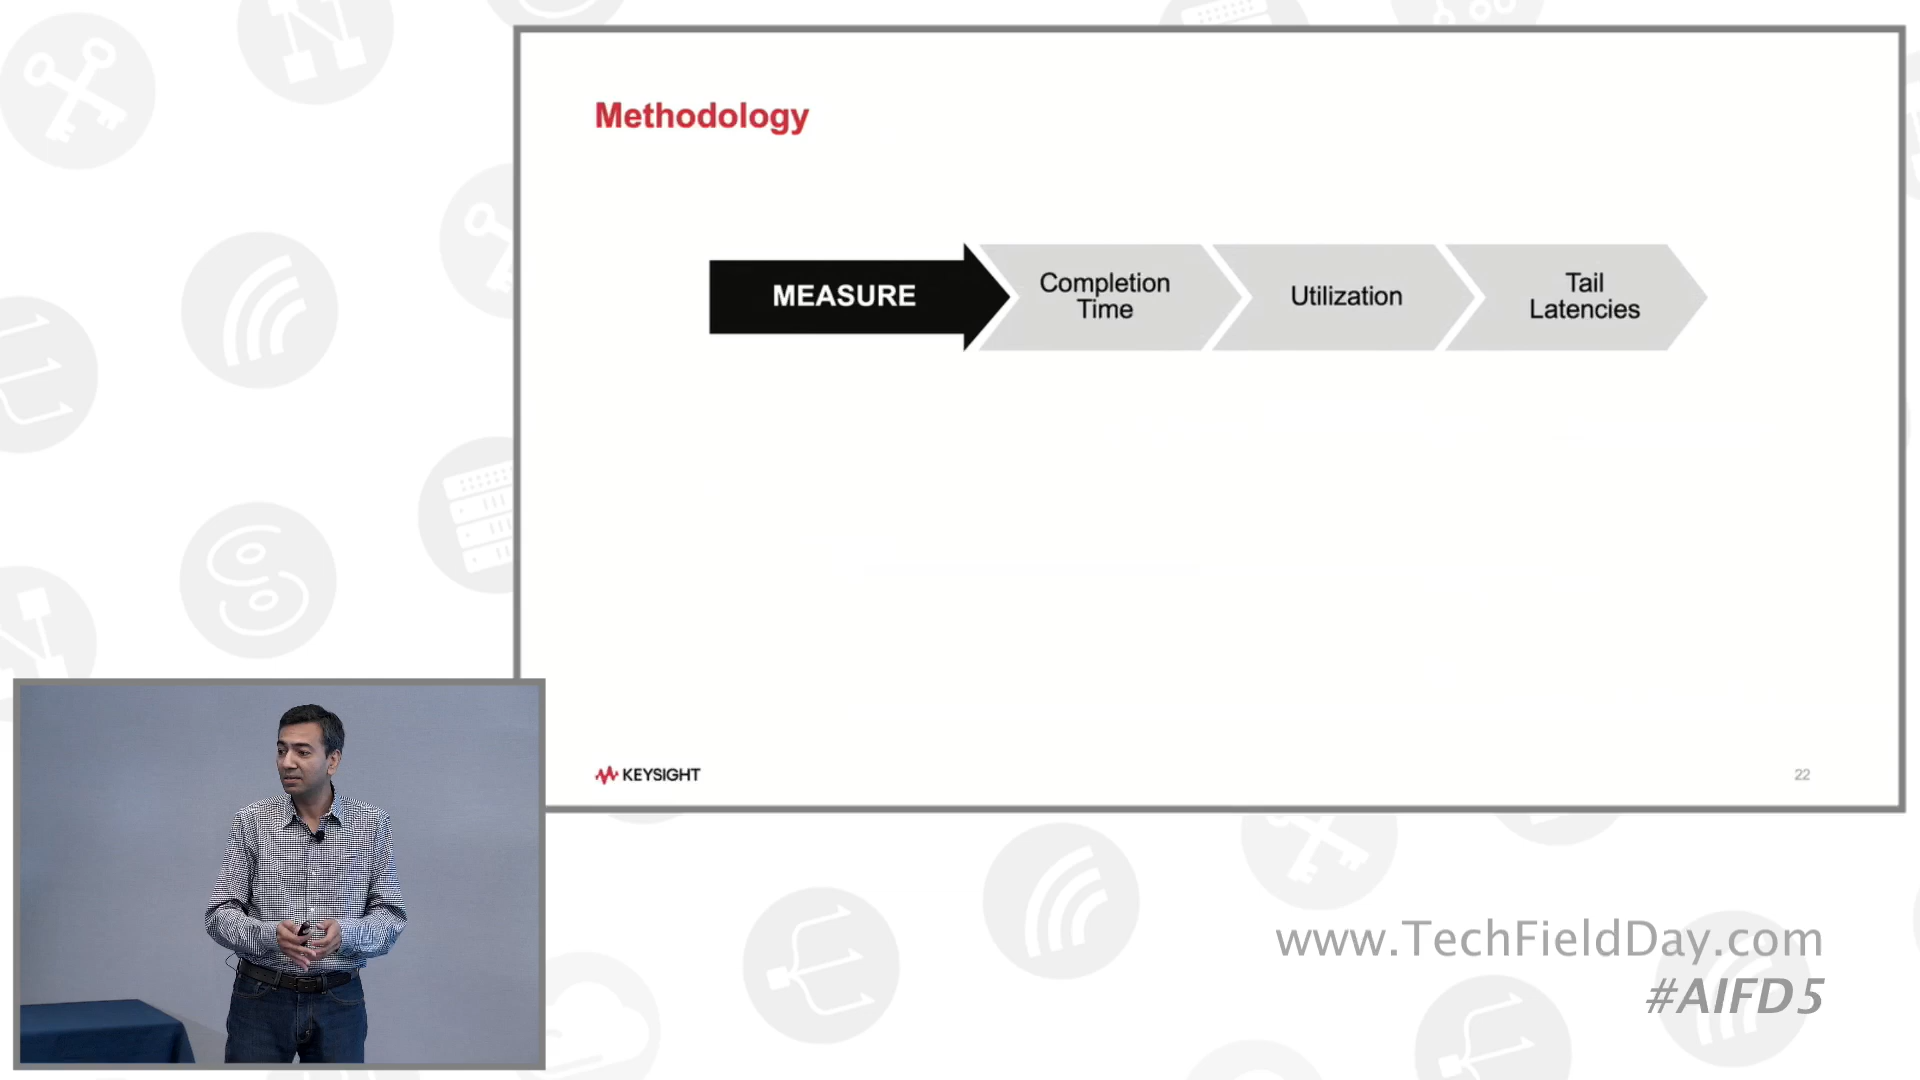 Methodology
MEASURE
Completion
Time
Utilization
Tail
Latencies
KEYSIGHT
22
www.TechFieldDay.com
#AIFD5